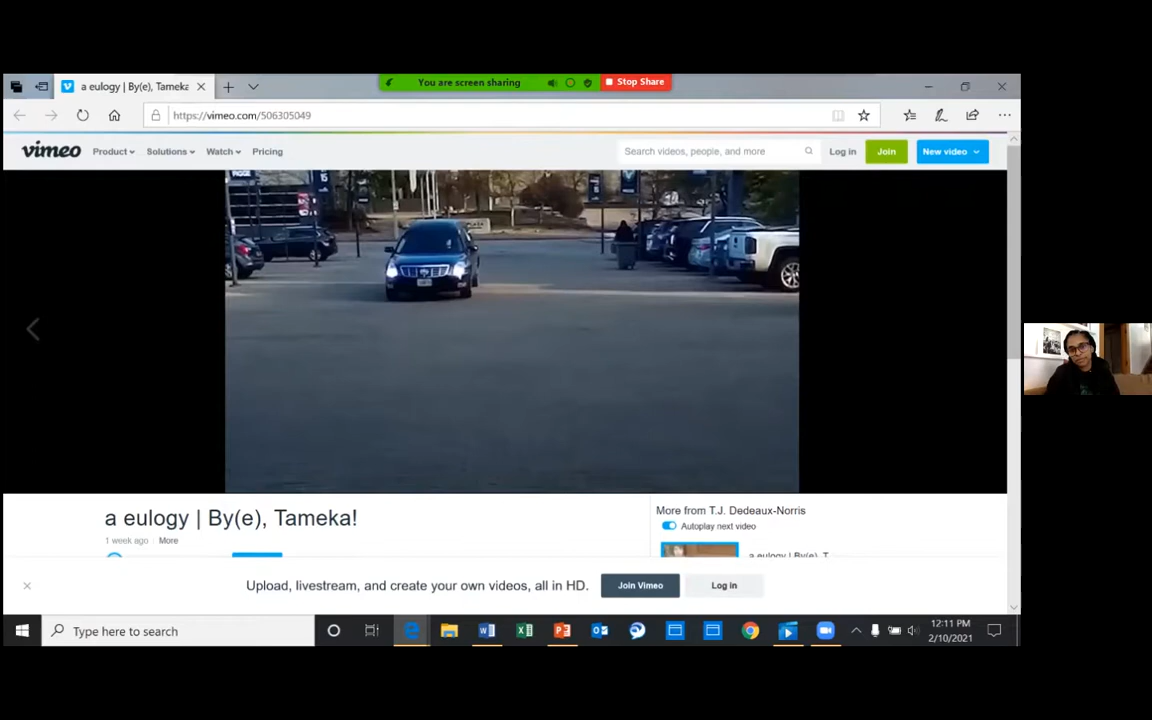 a eulogy | By(e), Tameka
You are screen sharing
Stop Share
https://vimeo.com/506305049
vimeo
Product
Solutions
Watch
Pricing
Search videos, people, and more
Log in
Join
New video
15
a eulogy | By(e), Tameka!
1 week ago
More
More from T.J. Dedeaux-Norris
Autoplay next video
a eulogy | By(e), T
Upload, livestream, and create your own videos, all in HD.
Join Vimeo
Log in
Type here to search
12:11 PM
2/10/2021